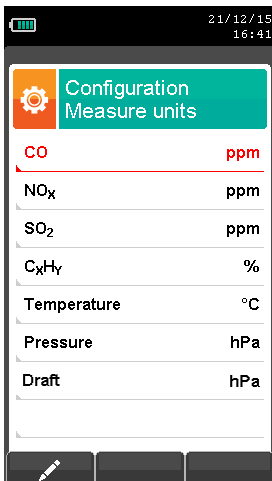 21/12/15
16:41
Configuration
Measure units
CO ppm
NOX ppm
SO2 ppm
CXHY %
Temperature °C
Pressure hPa
Draft hPa